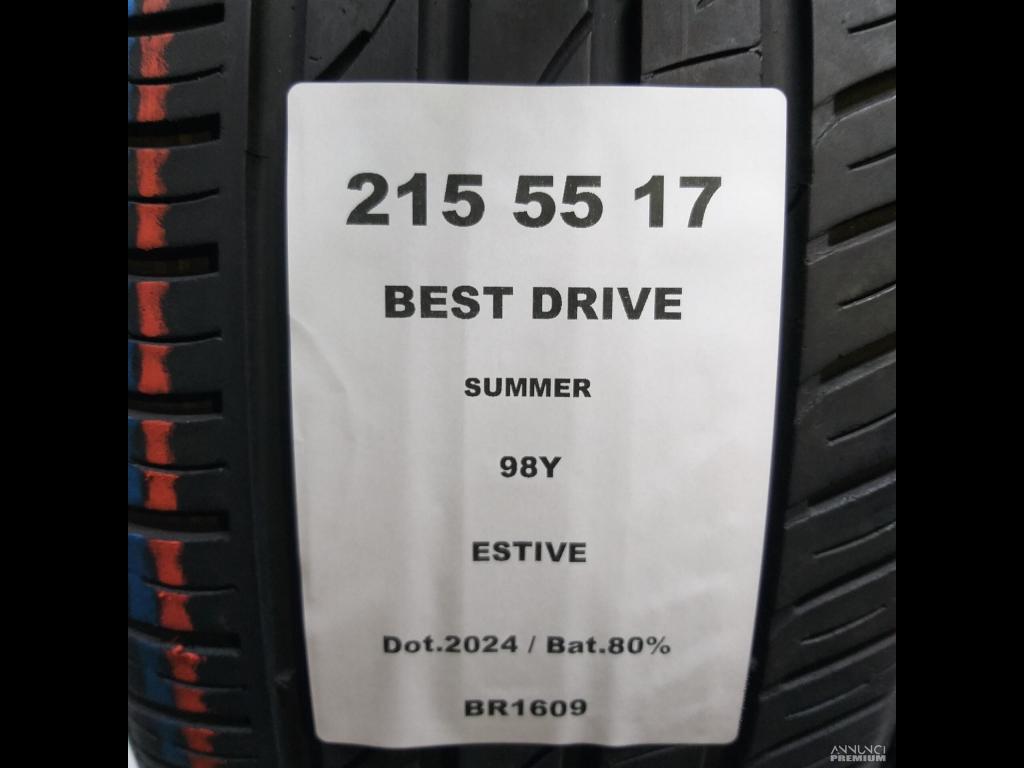 215 55 17
BEST DRIVE
SUMMER
98Y
ESTIVE
Dot.2024 / Bat.80%
BR1609
ANNUNCI
PREMIUM